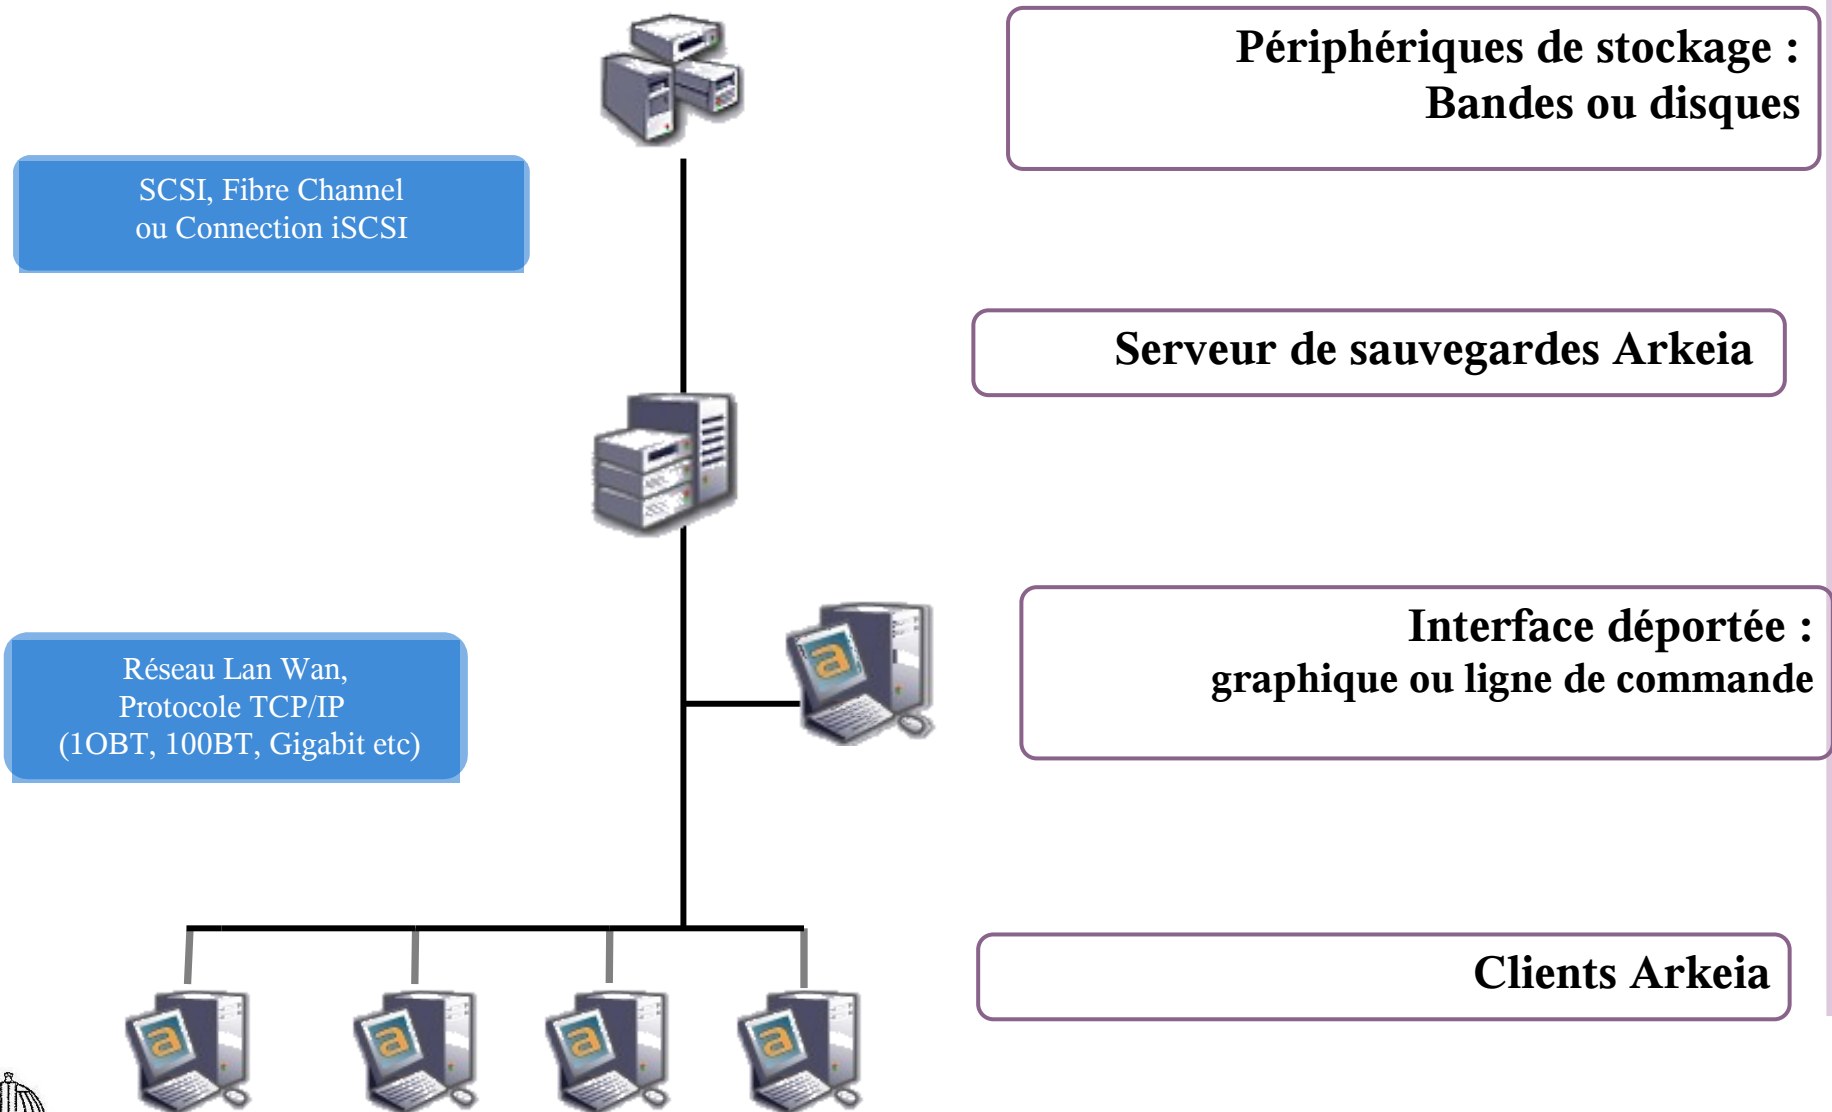 Périphériques de stockage :
Bandes ou disques
SCSI, Fibre Channel
ou Connection iSCSI
Serveur de sauvegardes Arkeia
Interface déportée :
graphique ou ligne de commande
Réseau Lan Wan,
Protocole TCP/IP
(1OBT, 100BT, Gigabit etc)
Clients Arkeia
a
a
a
a
a